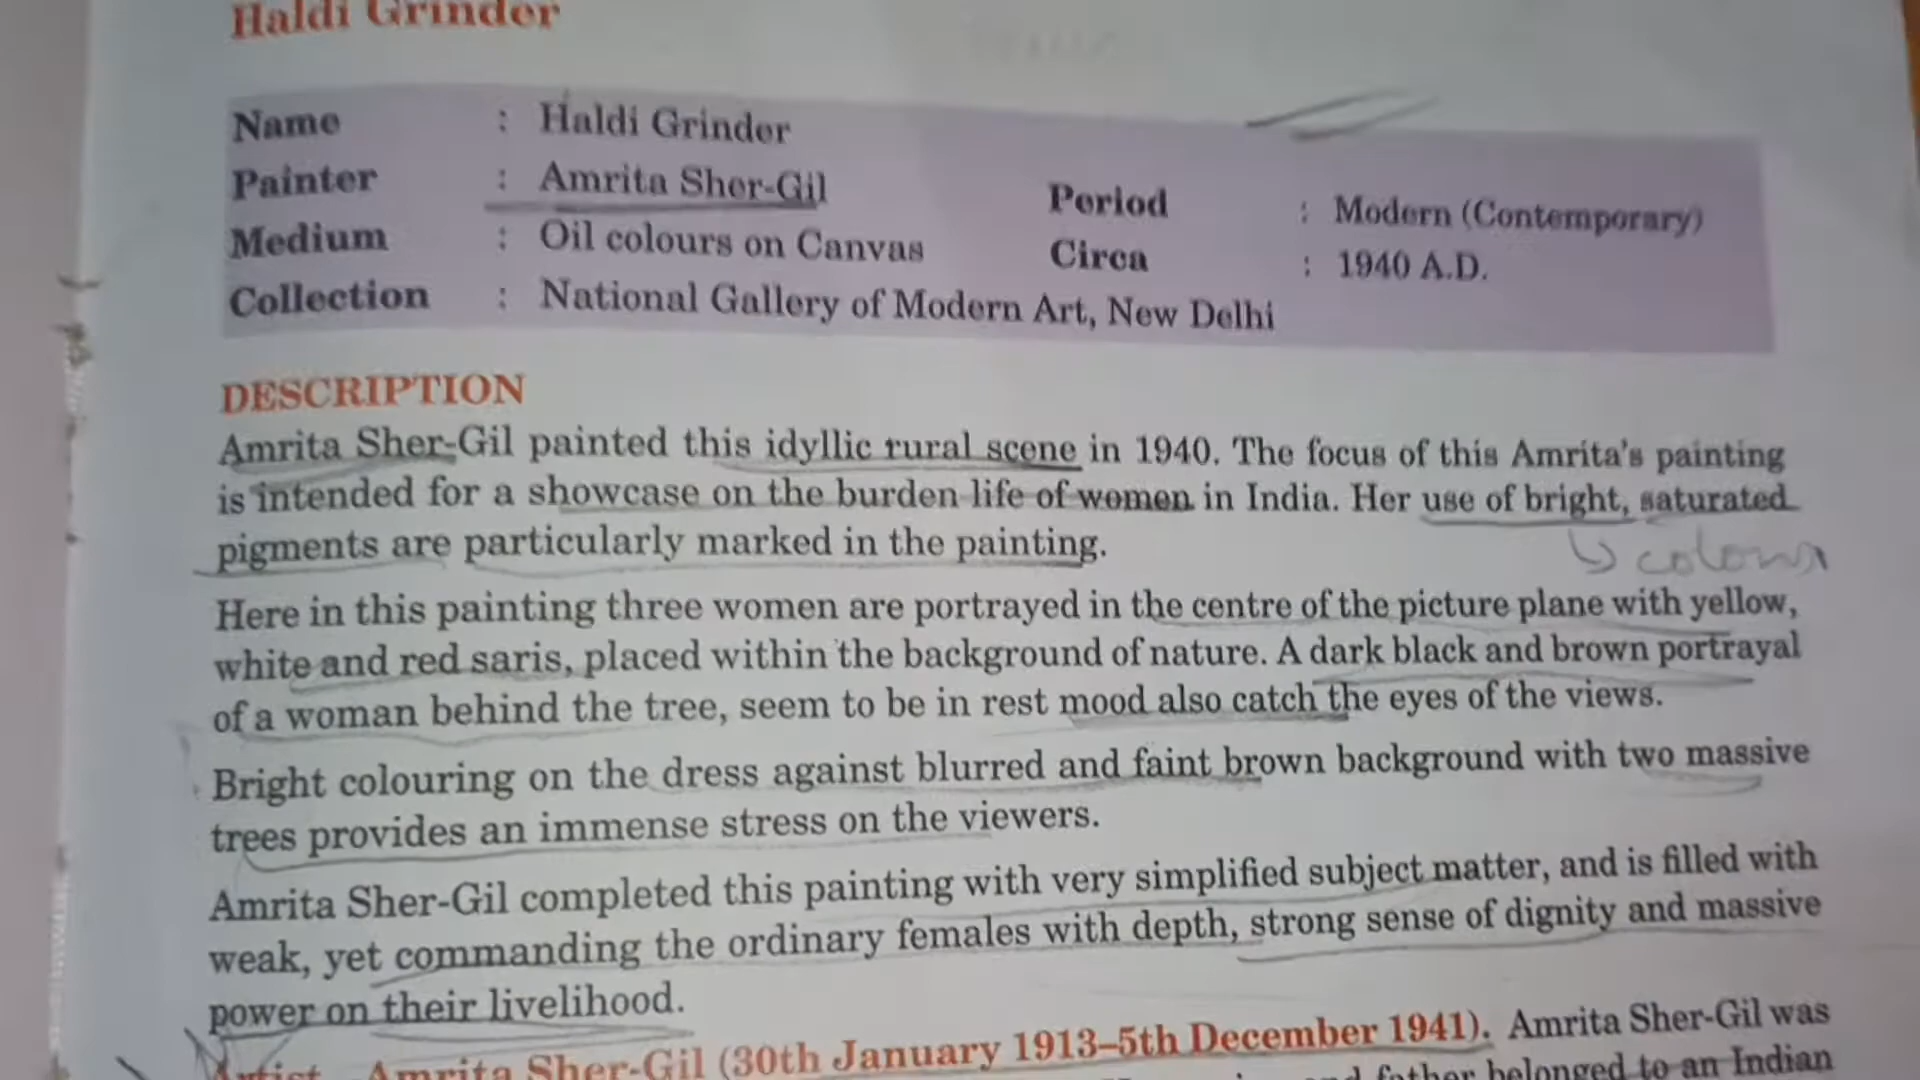 Haldi Grinder
Name : Haldi Grinder
Painter : Amrita Sher-Gil Period : Modern (Contemporary)
Medium : Oil colours on Canvas Circa : 1940 A.D.
Collection : National Gallery of Modern Art, New Delhi
DESCRIPTION
Amrita Sher-Gil painted this idyllic rural scene in 1940. The focus of this Amrita's painting
is intended for a showcase on the burden life of women in India. Her use of bright, saturated
pigments are particularly marked in the painting.
colour
Here in this painting three women are portrayed in the centre of the picture plane with yellow,
white and red saris, placed within the background of nature. A dark black and brown portrayal
of a woman behind the tree, seem to be in rest mood also catch the eyes of the views.
Bright colouring on the dress against blurred and faint brown background with two massive
trees provides an immense stress on the viewers.
Amrita Sher-Gil completed this painting with very simplified subject matter, and is filled with
weak, yet commanding the ordinary females with depth, strong sense of dignity and massive
power on their livelihood.
Artist Amrita Sher-Gil (30th January 1913–5th December 1941). Amrita Sher-Gil was
father belonged to an Indian